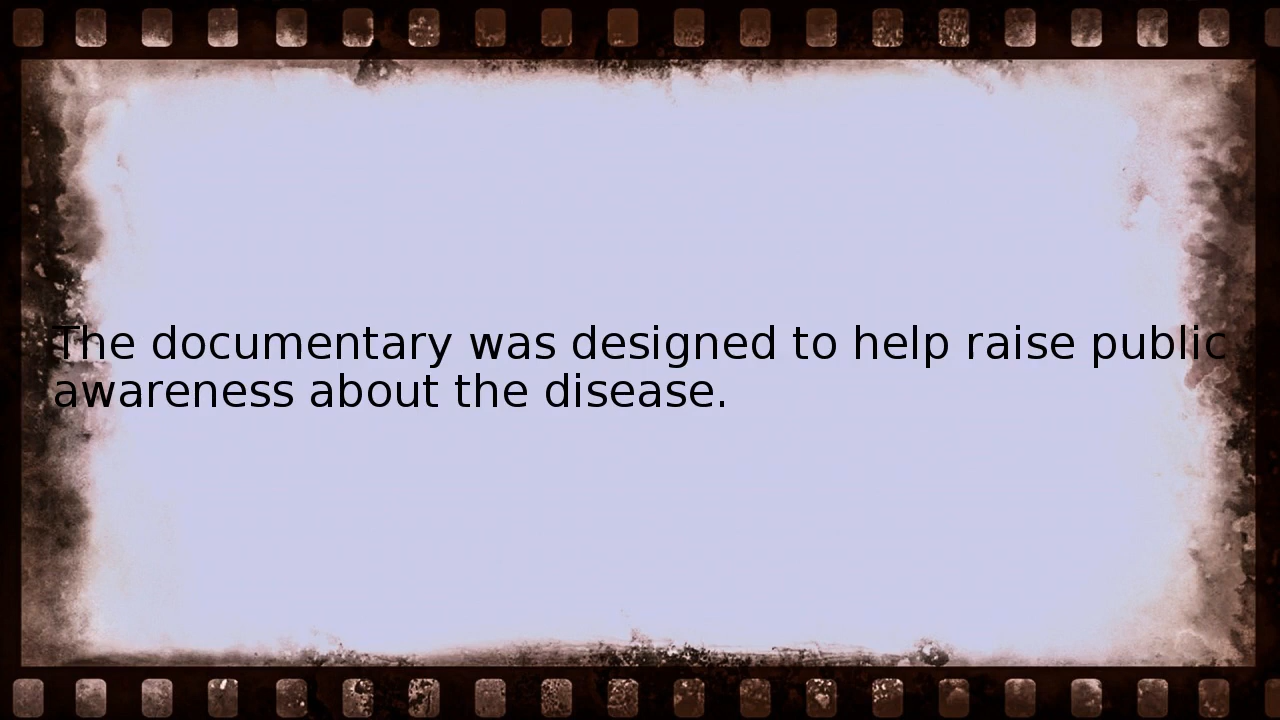 The documentary was designed to help raise public
awareness about the disease.